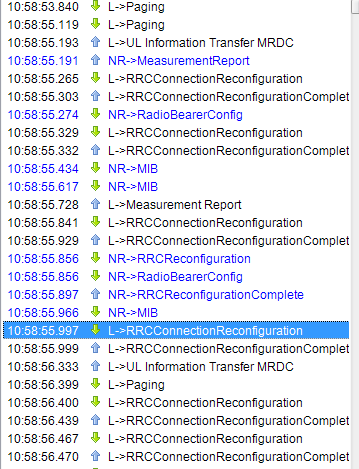 10:58:53.840 L->Paging
10:58:55.119 L->Paging
10:58:55.193 L->UL Information Transfer MRDC
10:58:55.191 NR->MeasurementReport
10:58:55.265 L->RRCConnectionReconfiguration
10:58:55.303 L->RRCConnectionReconfigurationComplet
10:58:55.274 NR->RadioBearerConfig
10:58:55.329 L->RRCConnectionReconfiguration
10:58:55.332 L->RRCConnectionReconfigurationComplet
10:58:55.434 NR->MIB
10:58:55.617 NR->MIB
10:58:55.728 L->Measurement Report
10:58:55.841 L->RRCConnectionReconfiguration
10:58:55.929 L->RRCConnectionReconfigurationComplet
10:58:55.856 NR->RRCReconfiguration
10:58:55.856 NR->RadioBearerConfig
10:58:55.897 NR->RRCReconfigurationComplete
10:58:55.966 NR->MIB
10:58:55.997 L->RRCConnectionReconfiguration
10:58:55.999 L->RRCConnectionReconfigurationComplet
10:58:56.333 L->UL Information Transfer MRDC
10:58:56.399 L->Paging
10:58:56.400 L->RRCConnectionReconfiguration
10:58:56.439 L->RRCConnectionReconfigurationComplet
10:58:56.467 L->RRCConnectionReconfiguration
10:58:56.470 L->RRCConnectionReconfigurationComplet